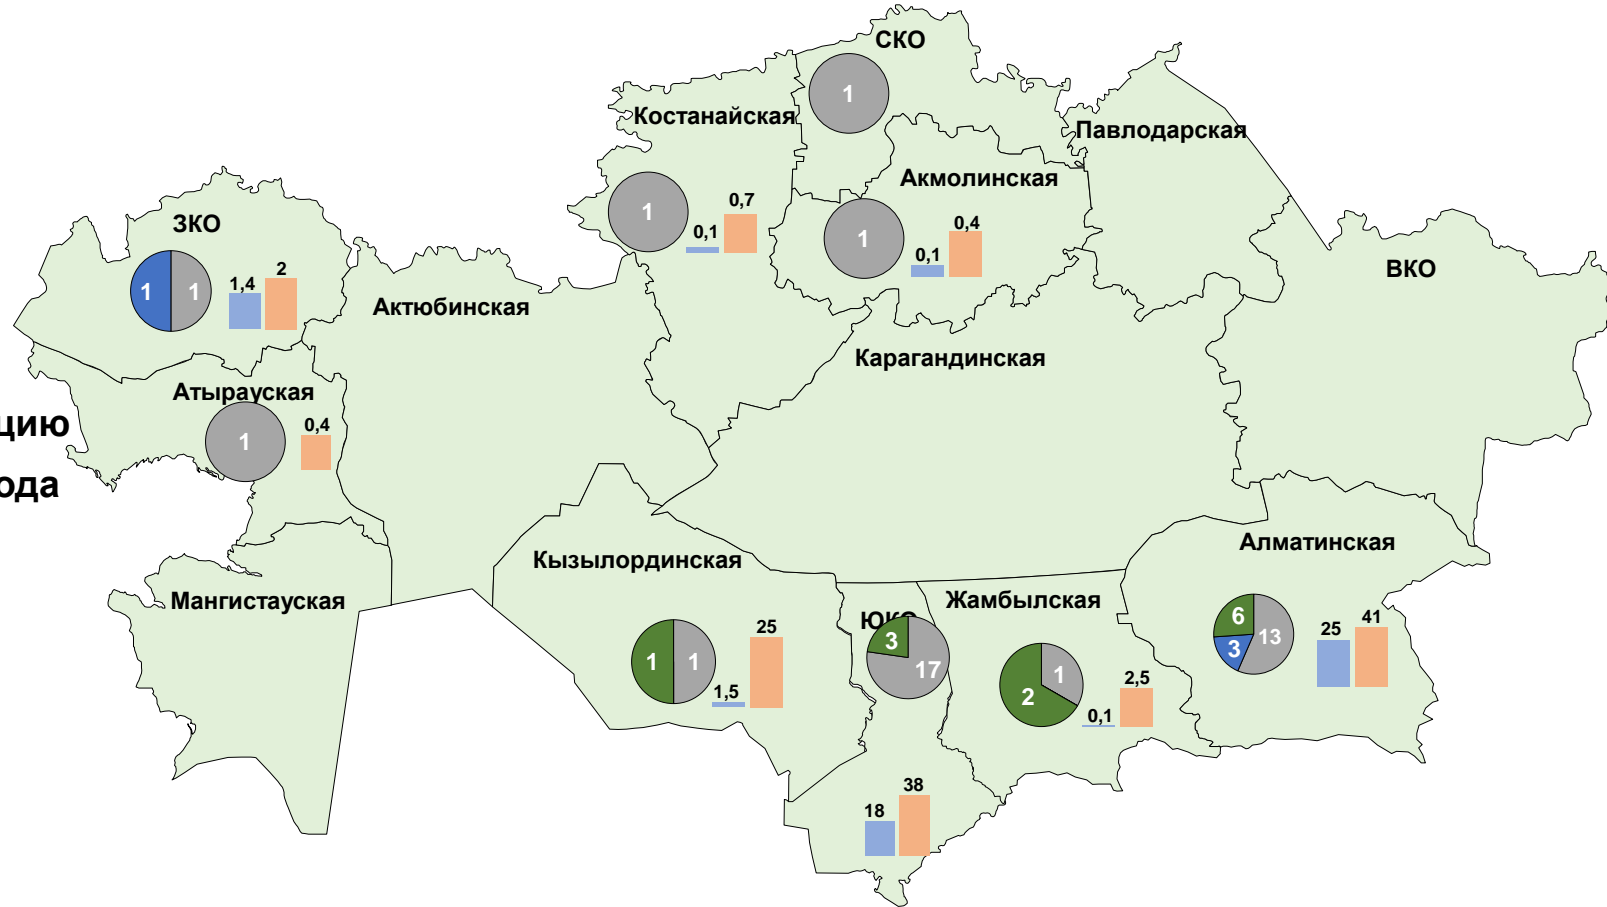 СКО
1
Костанайская
Павлодарская
Акмолинская
1
0,1
0,7
1
0,1
0,4
ЗКО
1
1
1,4
2
ВКО
Актюбинская
Карагандинская
Атырауская
1
0,4
цию
ода
Алматинская
Кызылординская
Мангистауская
Жамбылская
ЮКО
6
3
13
25
41
1
1
1,5
25
3
17
2
1
0,1
2,5
18
38